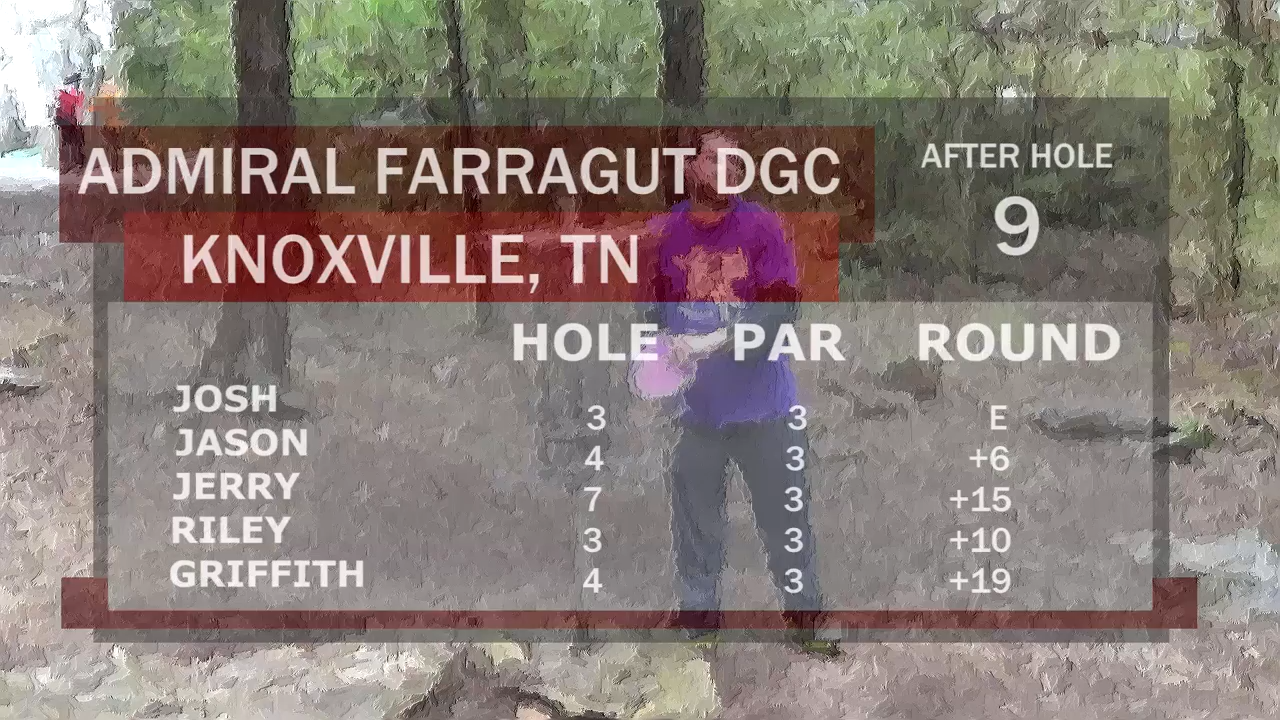 ADMIRAL FARRAGUT DGC
KNOXVILLE, TN
AFTER HOLE
9
HOLE PAR ROUND
JOSH 3 3 E
JASON 4 3 +6
JERRY 7 3 +15
RILEY 3 3 +10
GRIFFITH 4 3 +19